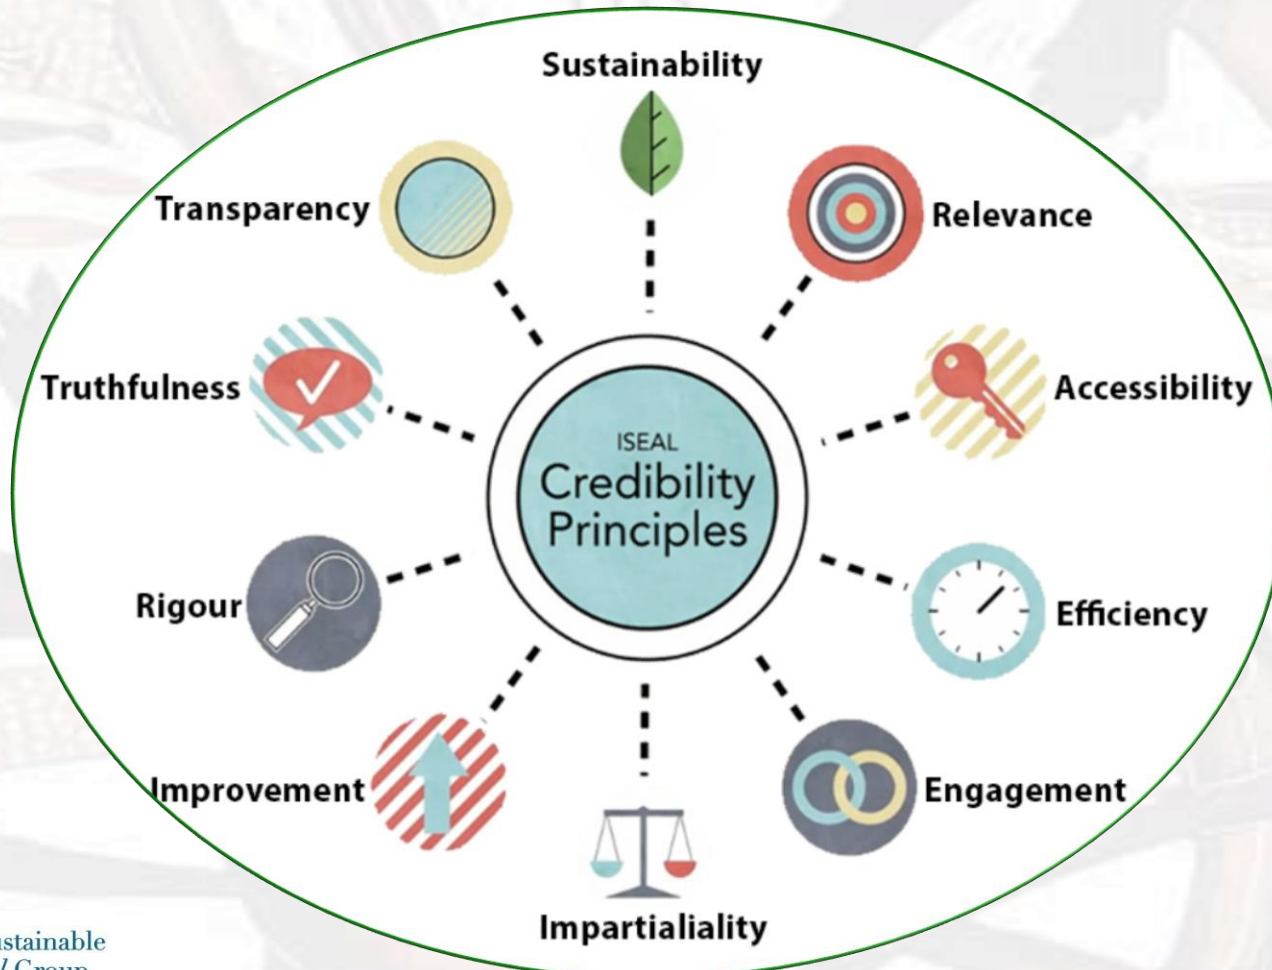 Sustainability
Transparency
Relevance
Truthfulness
Accessibility
ISEAL
Credibility
Principles
Rigour
Efficiency
Improvement
Engagement
Impartialiality